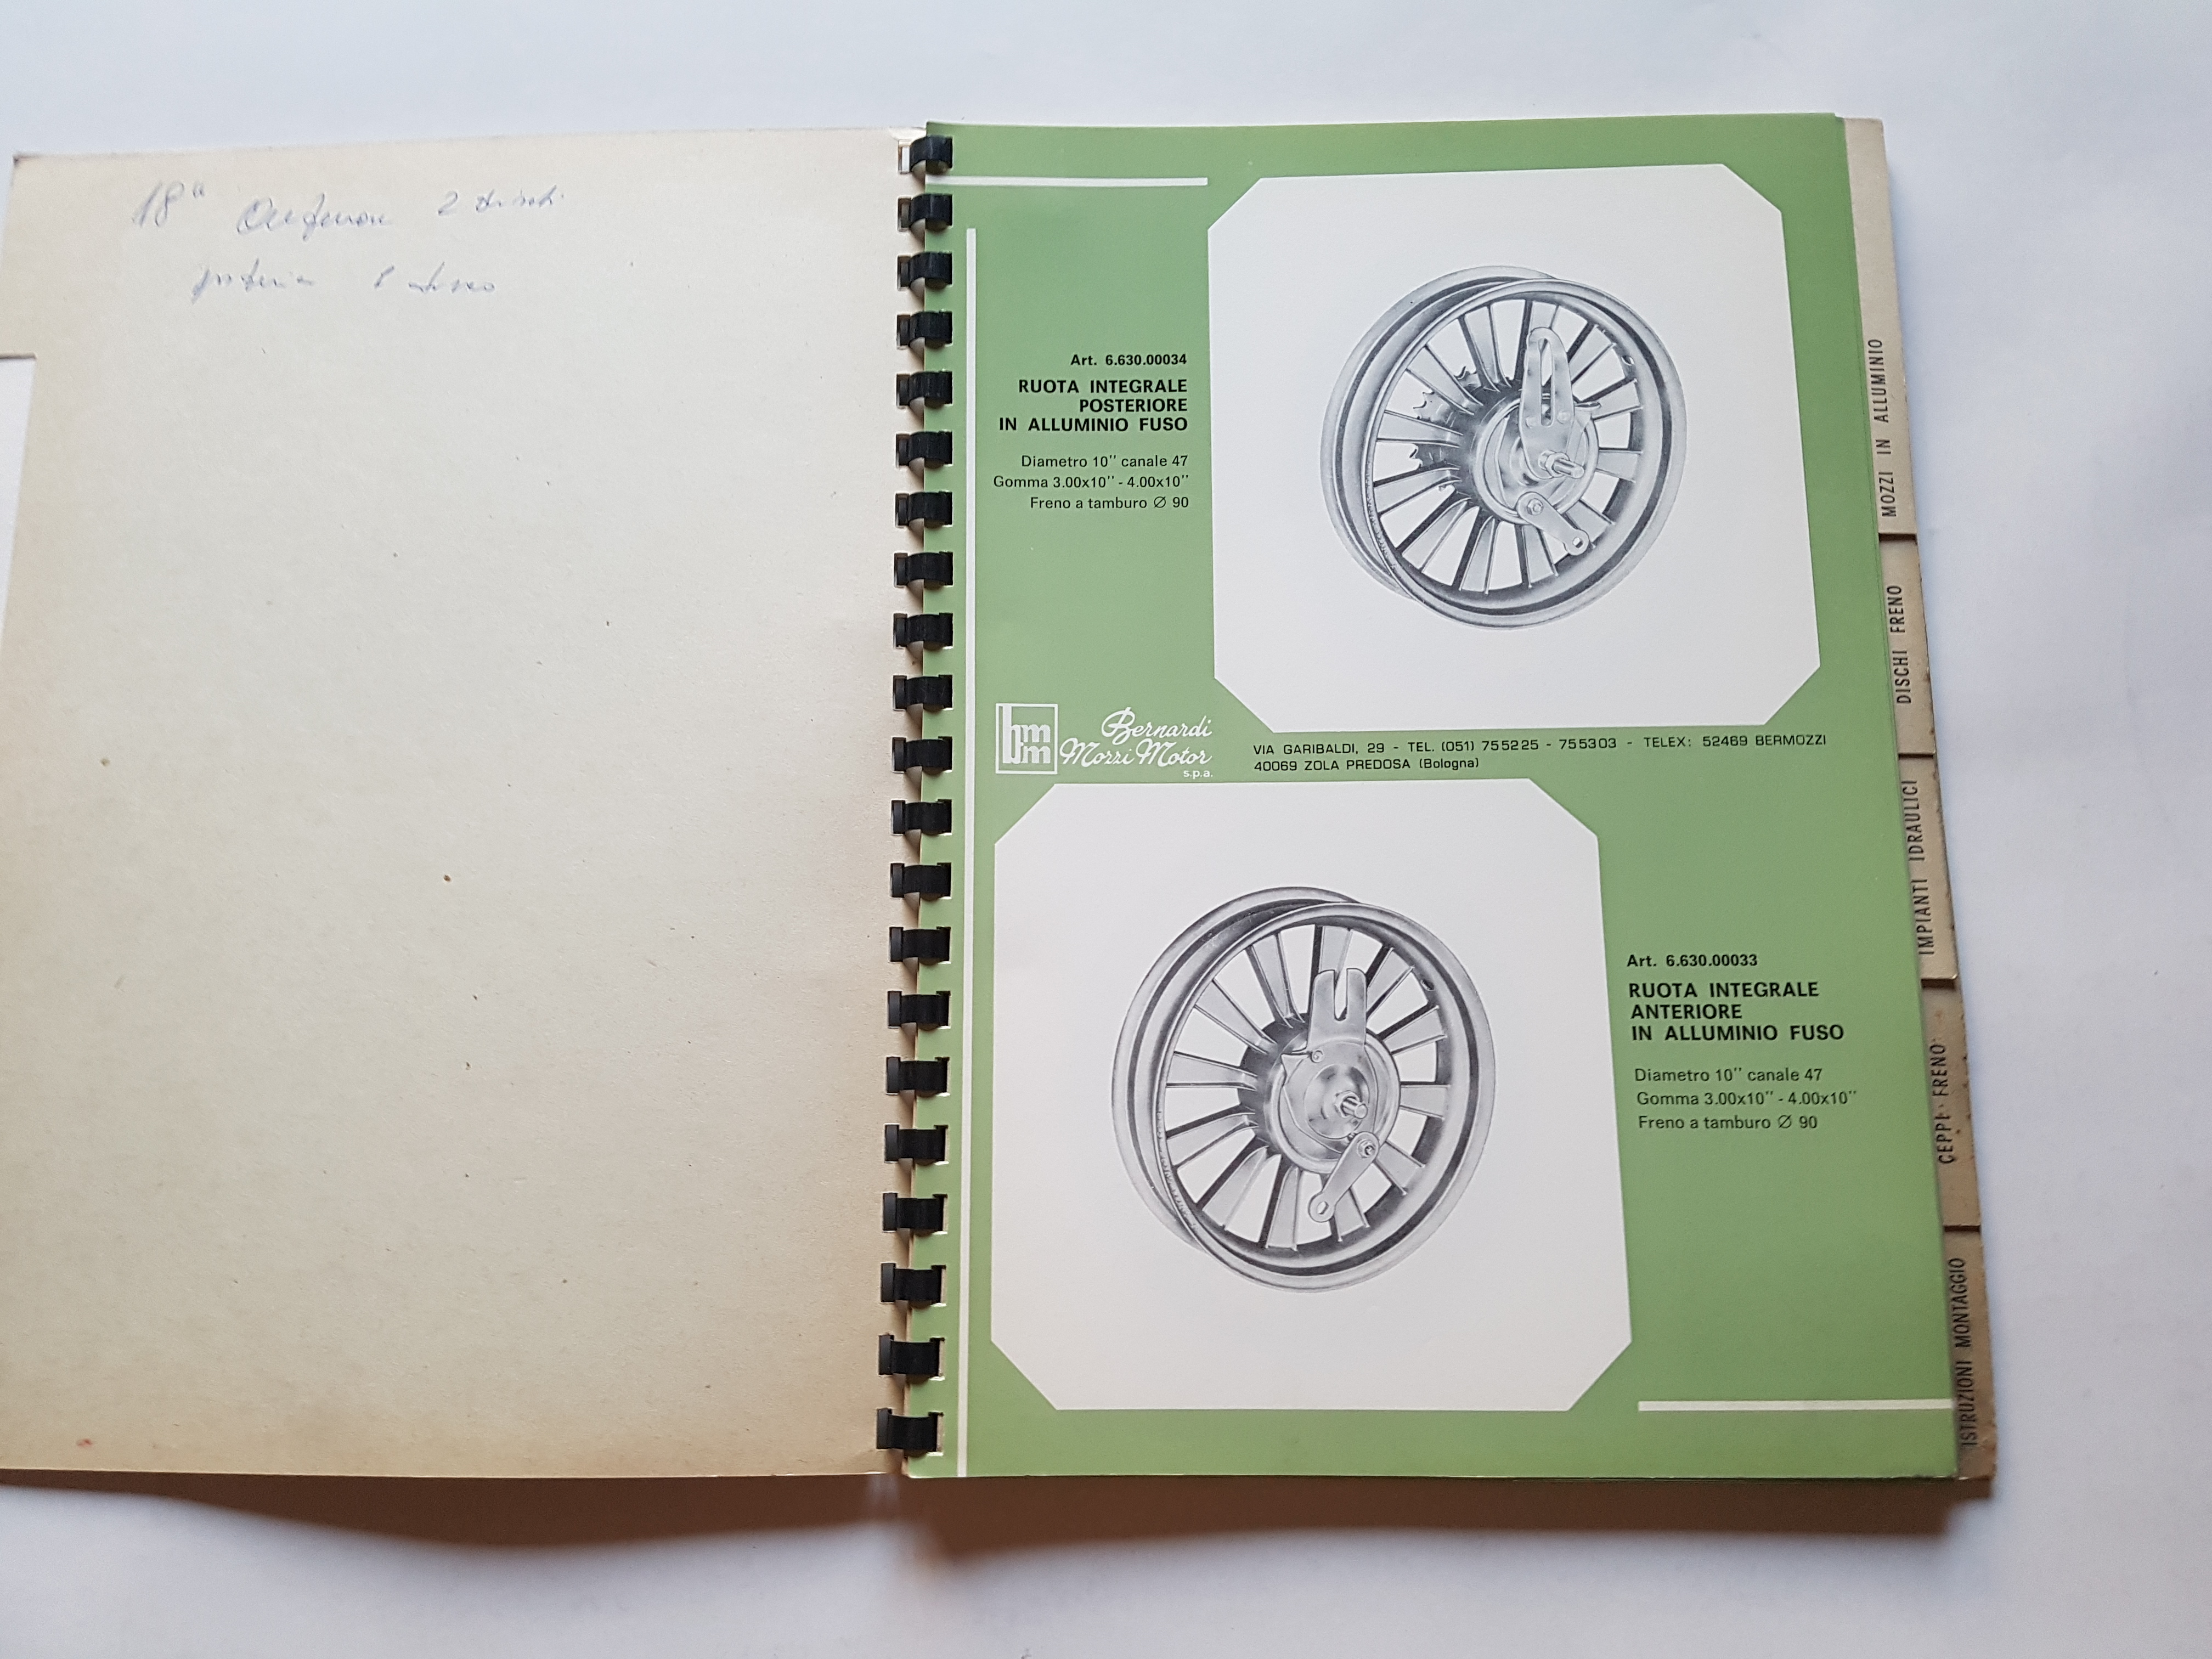 18"
2
Art. 6.630.00034
RUOTA INTEGRALE
POSTERIORE
IN ALLUMINIO FUSO
Diametro 10'' canale 47
Gomma 3.00x10'' - 4.00x10''
Freno a tamburo ∅ 90
bmm Bernardi
Mozzi Motor
s.p.a.
VIA GARIBALDI, 29 - TEL. (051) 755225 - 755303 - TELEX: 52469 BERMOZZI
40069 ZOLA PREDOSA (Bologna)
Art. 6.630.00033
RUOTA INTEGRALE
ANTERIORE
IN ALLUMINIO FUSO
Diametro 10'' canale 47
Gomma 3.00x10'' - 4.00x10''
Freno a tamburo ∅ 90
MOZZI IN ALLUMINIO
DISCHI FRENO
IMPIANTI IDRAULICI
CEPPI FRENO
ISTRUZIONI MONTAGGIO